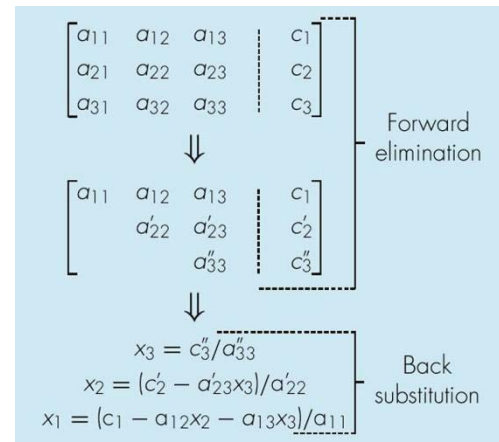 a11 a12 a13 c1
a21 a22 a23 c2
a31 a32 a33 c3
Forward
elimination
⇓
a11 a12 a13 c1
a′22 a′23 c′2
a″33 c″3
⇓
x3 = c″3/a″33
x2 = (c′2 − a′23x3)/a′22
x1 = (c1 − a12x2 − a13x3)/a11
Back
substitution